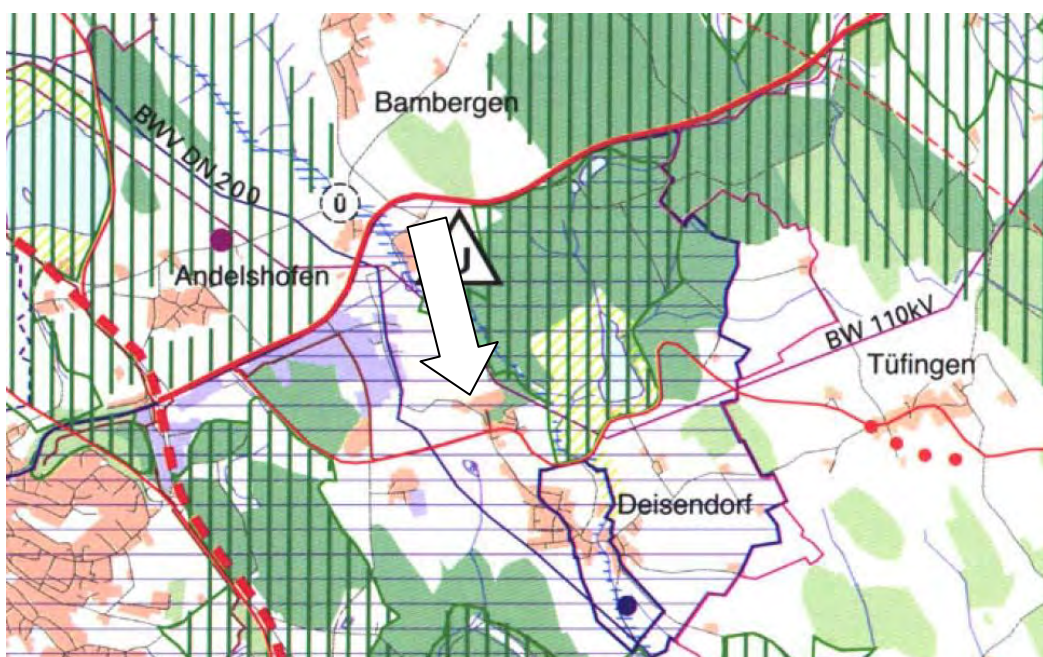 Bambergen
BWV DN 200
Ü
Andelshofen
U
BW 110kV
Tüfingen
Deisendorf